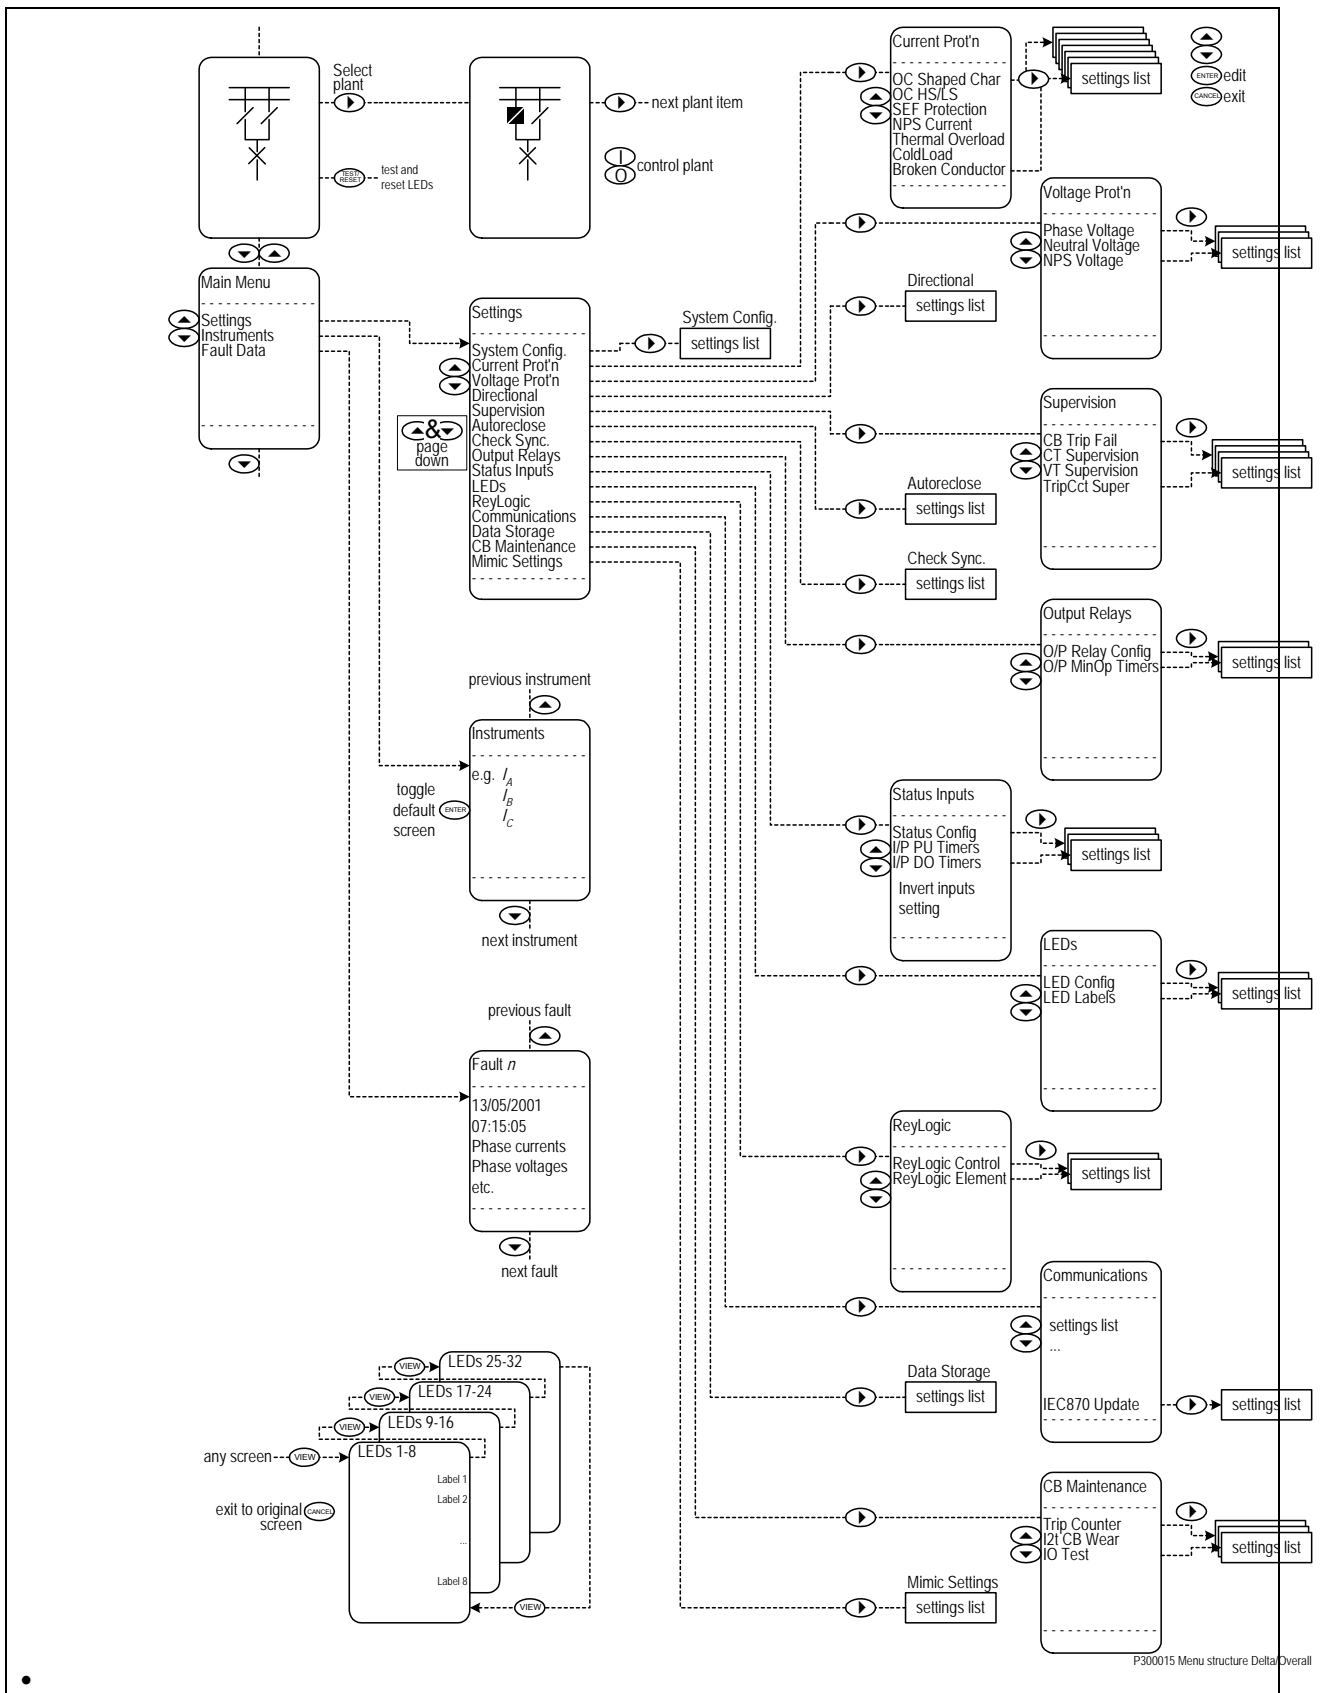 Select
plant
next plant item
TEST/
RESET
test and
reset LEDs
I
O
control plant
Main Menu
Settings
Instruments
Fault Data
Settings
System Config.
Current Prot'n
Voltage Prot'n
Directional
Supervision
Autoreclose
Check Sync.
Output Relays
Status Inputs
LEDs
ReyLogic
Communications
Data Storage
CB Maintenance
Mimic Settings
&
page
down
System Config.
settings list
Current Prot'n
OC Shaped Char
OC HS/LS
SEF Protection
NPS Current
Thermal Overload
ColdLoad
Broken Conductor
settings list
ENTER edit
CANCEL exit
Voltage Prot'n
Phase Voltage
Neutral Voltage
NPS Voltage
settings list
Directional
settings list
Supervision
CB Trip Fail
CT Supervision
VT Supervision
TripCct Super
settings list
Autoreclose
settings list
Check Sync.
settings list
Output Relays
O/P Relay Config
O/P MinOp Timers
settings list
previous instrument
Instruments
e.g. IA
IB
IC
toggle
default
screen
ENTER
next instrument
Status Inputs
Status Config
I/P PU Timers
I/P DO Timers
Invert inputs
setting
settings list
LEDs
LED Config
LED Labels
settings list
previous fault
Fault n
13/05/2001
07:15:05
Phase currents
Phase voltages
etc.
next fault
ReyLogic
ReyLogic Control
ReyLogic Element
settings list
Communications
settings list
...
IEC870 Update
settings list
Data Storage
settings list
VIEW
LEDs 25-32
VIEW
LEDs 17-24
VIEW
LEDs 9-16
any screen
VIEW
LEDs 1-8
Label 1
Label 2
...
Label 8
exit to original
screen
CANCEL
VIEW
CB Maintenance
Trip Counter
I2t CB Wear
IO Test
settings list
Mimic Settings
settings list
P300015 Menu structure Delta/Overall